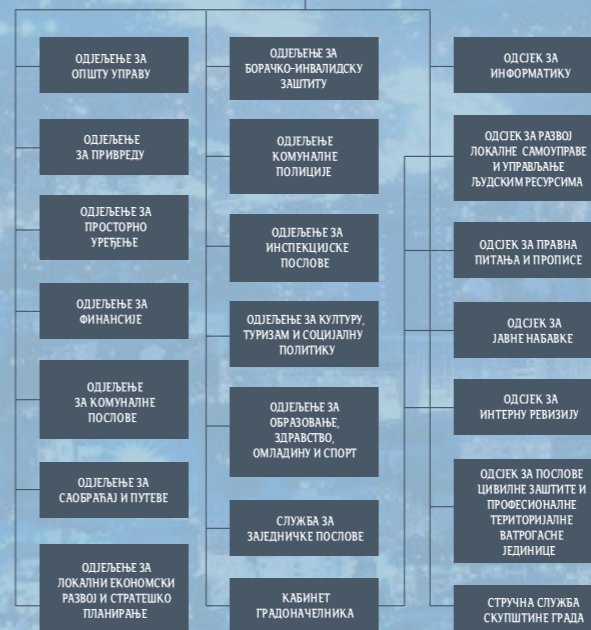 ОДЈЕЉЕЊЕ ЗА
ОПШТУ УПРАВУ
ОДЈЕЉЕЊЕ
ЗА ПРИВРЕДУ
ОДЈЕЉЕЊЕ ЗА
ПРОСТОРНО
УРЕЂЕЊЕ
ОДЈЕЉЕЊЕ ЗА
ФИНАНСИЈЕ
ОДЈЕЉЕЊЕ
ЗА КОМУНАЛНЕ
ПОСЛОВЕ
ОДЈЕЉЕЊЕ ЗА
САОБРАЋАЈ И ПУТЕВЕ
ОДЈЕЉЕЊЕ ЗА
ЛОКАЛНИ ЕКОНОМСКИ
РАЗВОЈ И СТРАТЕШКО
ПЛАНИРАЊЕ
ОДЈЕЉЕЊЕ ЗА
БОРАЧКО-ИНВАЛИДСКУ
ЗАШТИТУ
ОДЈЕЉЕЊЕ
КОМУНАЛНЕ
ПОЛИЦИЈЕ
ОДЈЕЉЕЊЕ ЗА
ИНСПЕКЦИЈСКЕ
ПОСЛОВЕ
ОДЈЕЉЕЊЕ ЗА КУЛТУРУ,
ТУРИЗАМ И СОЦИЈАЛНУ
ПОЛИТИКУ
ОДЈЕЉЕЊЕ ЗА
ОБРАЗОВАЊЕ,
ЗДРАВСТВО,
ОМЛАДИНУ И СПОРТ
СЛУЖБА ЗА
ЗАЈЕДНИЧКЕ ПОСЛОВЕ
КАБИНЕТ
ГРАДОНАЧЕЛНИКА
ОДСЈЕК ЗА
ИНФОРМАТИКУ
ОДСЈЕК ЗА РАЗВОЈ
ЛОКАЛНЕ САМОУПРАВЕ
И УПРАВЉАЊЕ
ЉУДСКИМ РЕСУРСИМА
ОДСЈЕК ЗА ПРАВНА
ПИТАЊА И ПРОПИСЕ
ОДСЈЕК ЗА
ЈАВНЕ НАБАВКЕ
ОДСЈЕК ЗА
ИНТЕРНУ РЕВИЗИЈУ
ОДСЈЕК ЗА ПОСЛОВЕ
ЦИВИЛНЕ ЗАШТИТЕ И
ПРОФЕСИОНАЛНЕ
ТЕРИТОРИЈАЛНЕ
ВАТРОГАСНЕ
ЈЕДИНИЦЕ
СТРУЧНА СЛУЖБА
СКУПШТИНЕ ГРАДА